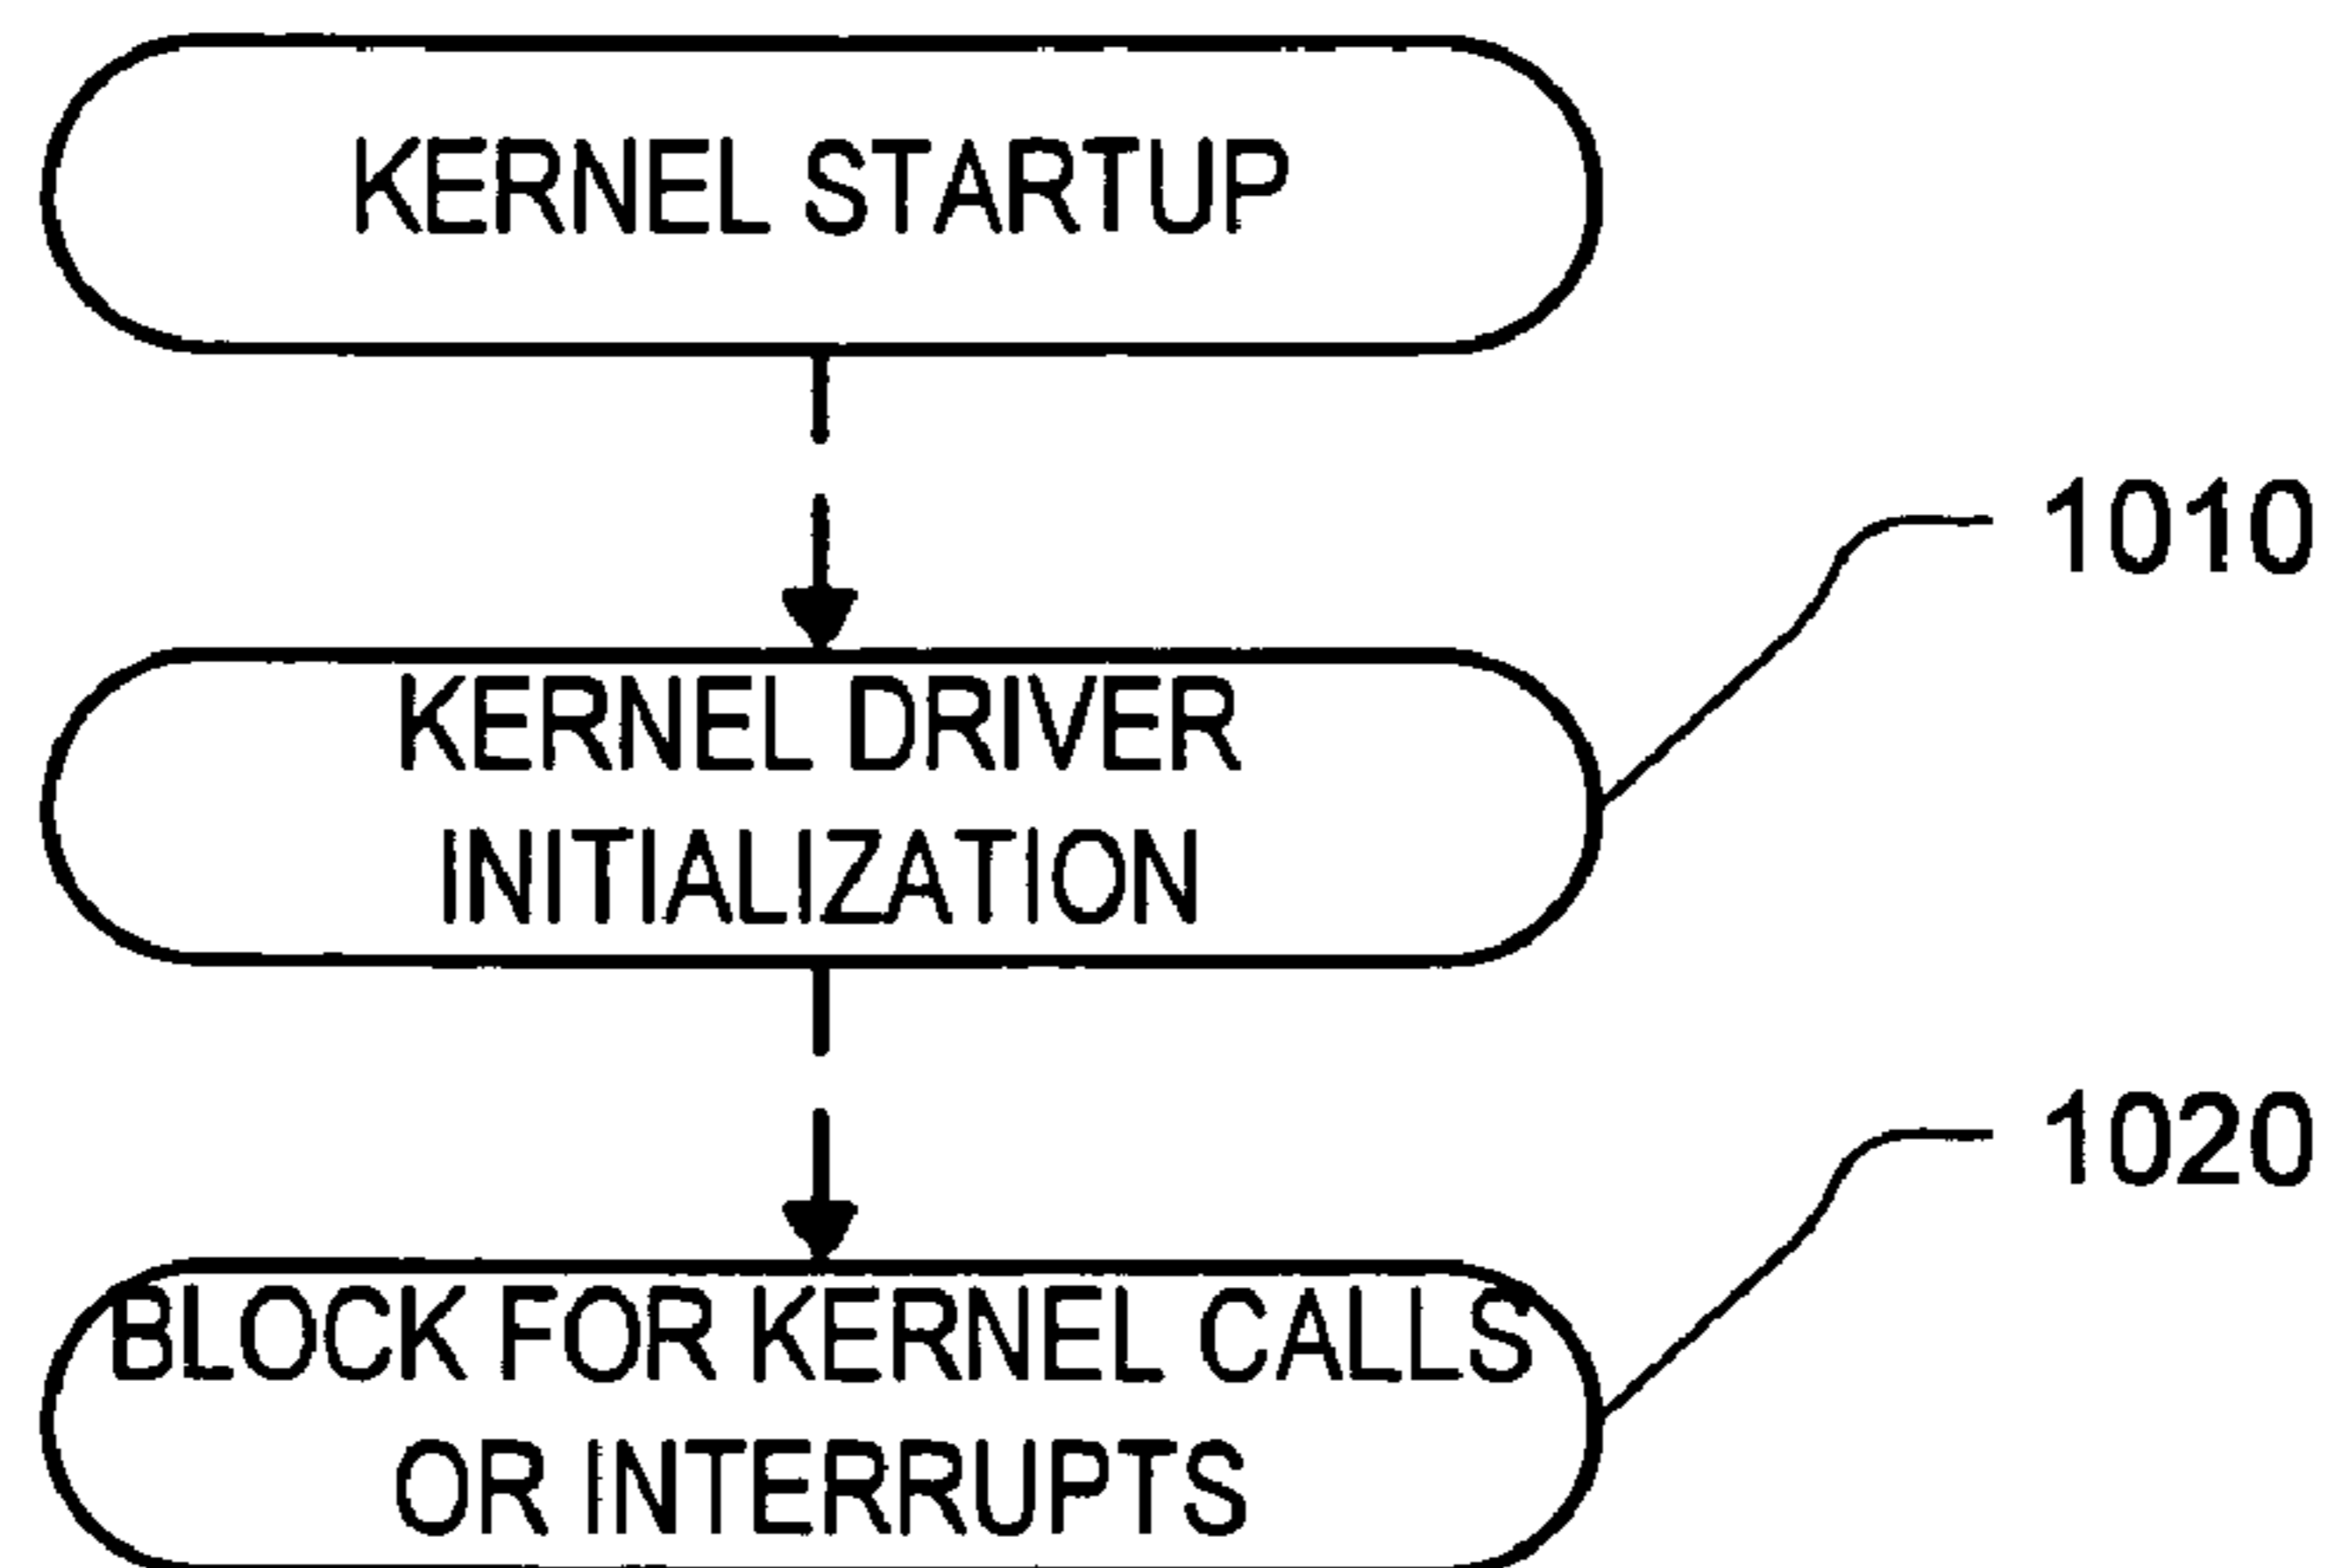 KERNEL STARTUP
1010
KERNEL DRIVER
INITIALIZATION
1020
BLOCK FOR KERNEL CALLS
OR INTERRUPTS